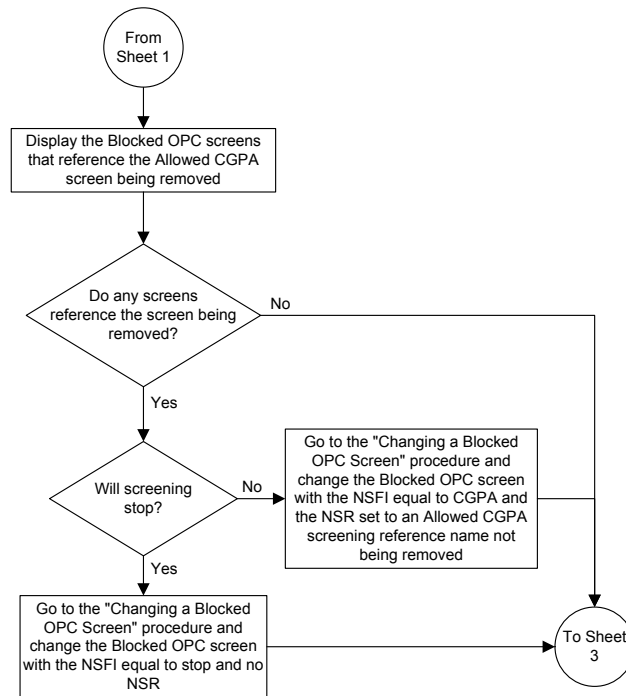 From
Sheet 1
Display the Blocked OPC screens
that reference the Allowed CGPA
screen being removed
Do any screens
reference the screen being
removed?
No
Yes
Will screening
stop?
No
Go to the "Changing a Blocked
OPC Screen" procedure and
change the Blocked OPC screen
with the NSFI equal to CGPA and
the NSR set to an Allowed CGPA
screening reference name not
being removed
Yes
Go to the "Changing a Blocked
OPC Screen" procedure and
change the Blocked OPC screen
with the NSFI equal to stop and no
NSR
To Sheet
3